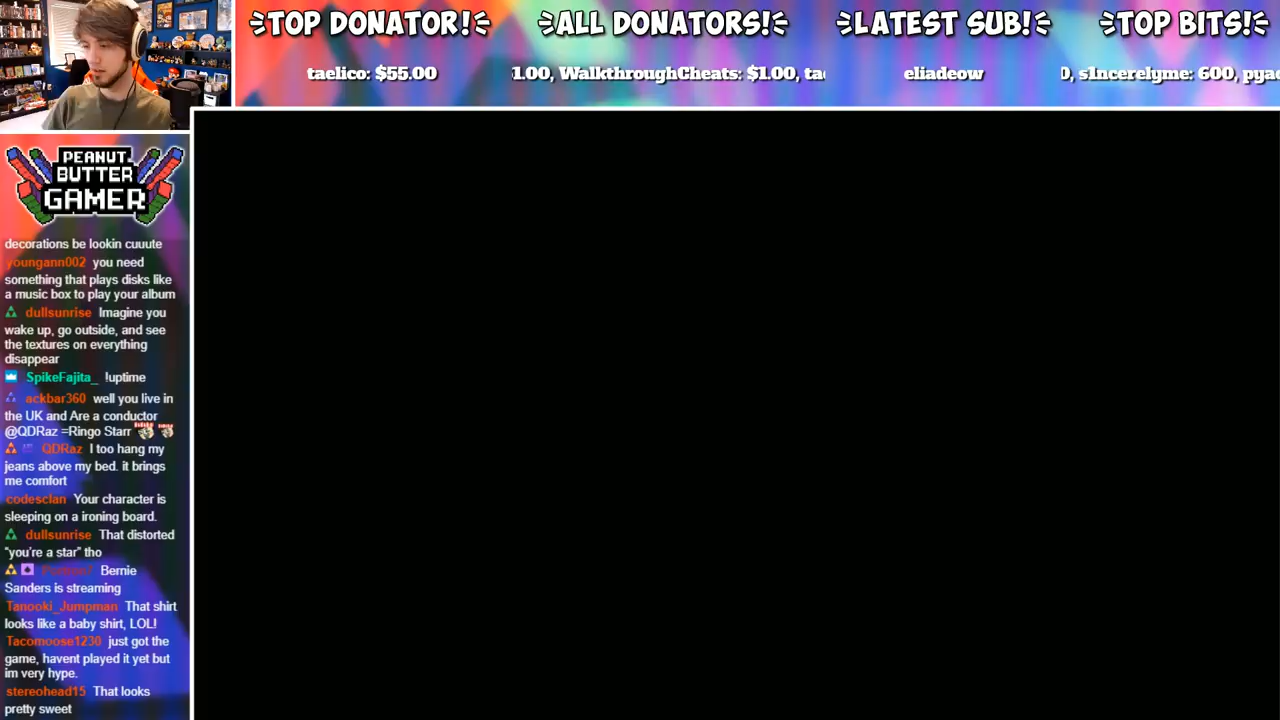 TOP DONATOR!
ALL DONATORS!
LATEST SUB!
TOP BITS!
taelico: $55.00
1.00, WalkthroughCheats: $1.00, tac
eliadeow
0, s1ncerelyme: 600, pyac
PEANUT
BUTTER
GAMER
decorations be lookin cuuute
youngann002 you need
something that plays disks like
a music box to play your album
dullsunrise Imagine you
wake up, go outside, and see
the textures on everything
disappear
SpikeFajita_ !uptime
ackbar360 well you live in
the UK and Are a conductor
@QDRaz =Ringo Starr
QDRaz I too hang my
jeans above my bed. it brings
me comfort
codesclan Your character is
sleeping on a ironing board.
dullsunrise That distorted
“you're a star” tho
Bernie
Sanders is streaming
Tanooki_Jumpman That shirt
looks like a baby shirt, LOL!
Tacomoose1230 just got the
game, havent played it yet but
im very hype.
stereohead15 That looks
pretty sweet